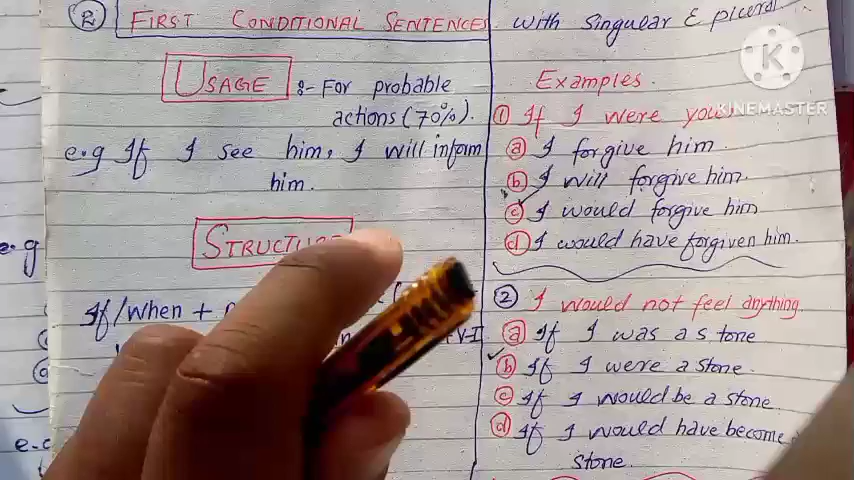 FIRST CONDITIONAL SENTENCES
USAGE :- For probable
actions (70%).
e.g If I see him, I will inform
him.
STRUCTURE
If/when +
+V-I
e.g
e.g
with Singular & plural
Examples.
① If I were you,
ⓐ I forgive him.
ⓑ I will forgive him.
ⓒ I would forgive him
ⓓ I would have forgiven him.
② I would not feel anything.
ⓐ If I was a stone
ⓑ If I were a stone.
ⓒ If I would be a stone.
ⓓ If I would have become
stone.
K
KINEMASTER